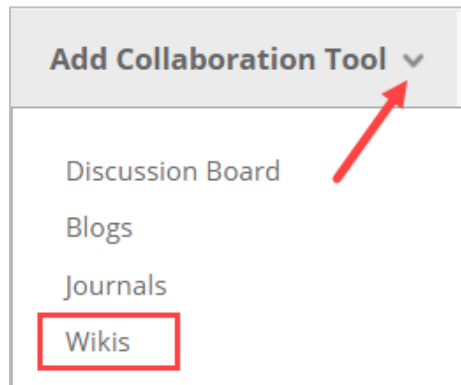 Add Collaboration Tool
Discussion Board
Blogs
Journals
Wikis